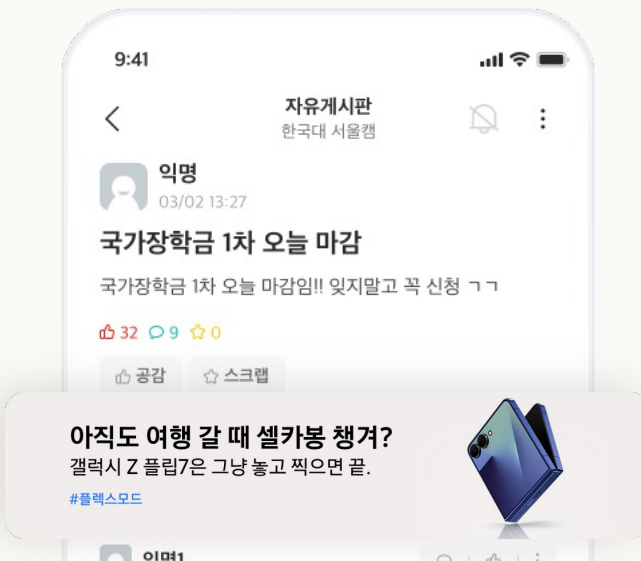 9:41
자유게시판
한국대 서울캠
익명
03/02 13:27
국가장학금 1차 오늘 마감
국가장학금 1차 오늘 마감임!! 잊지말고 꼭 신청 ㄱㄱ
32 9 0
공감 스크랩
아직도 여행 갈 때 셀카봉 챙겨?
갤럭시 Z 플립7은 그냥 놓고 찍으면 끝.
#플렉스모드
익명1